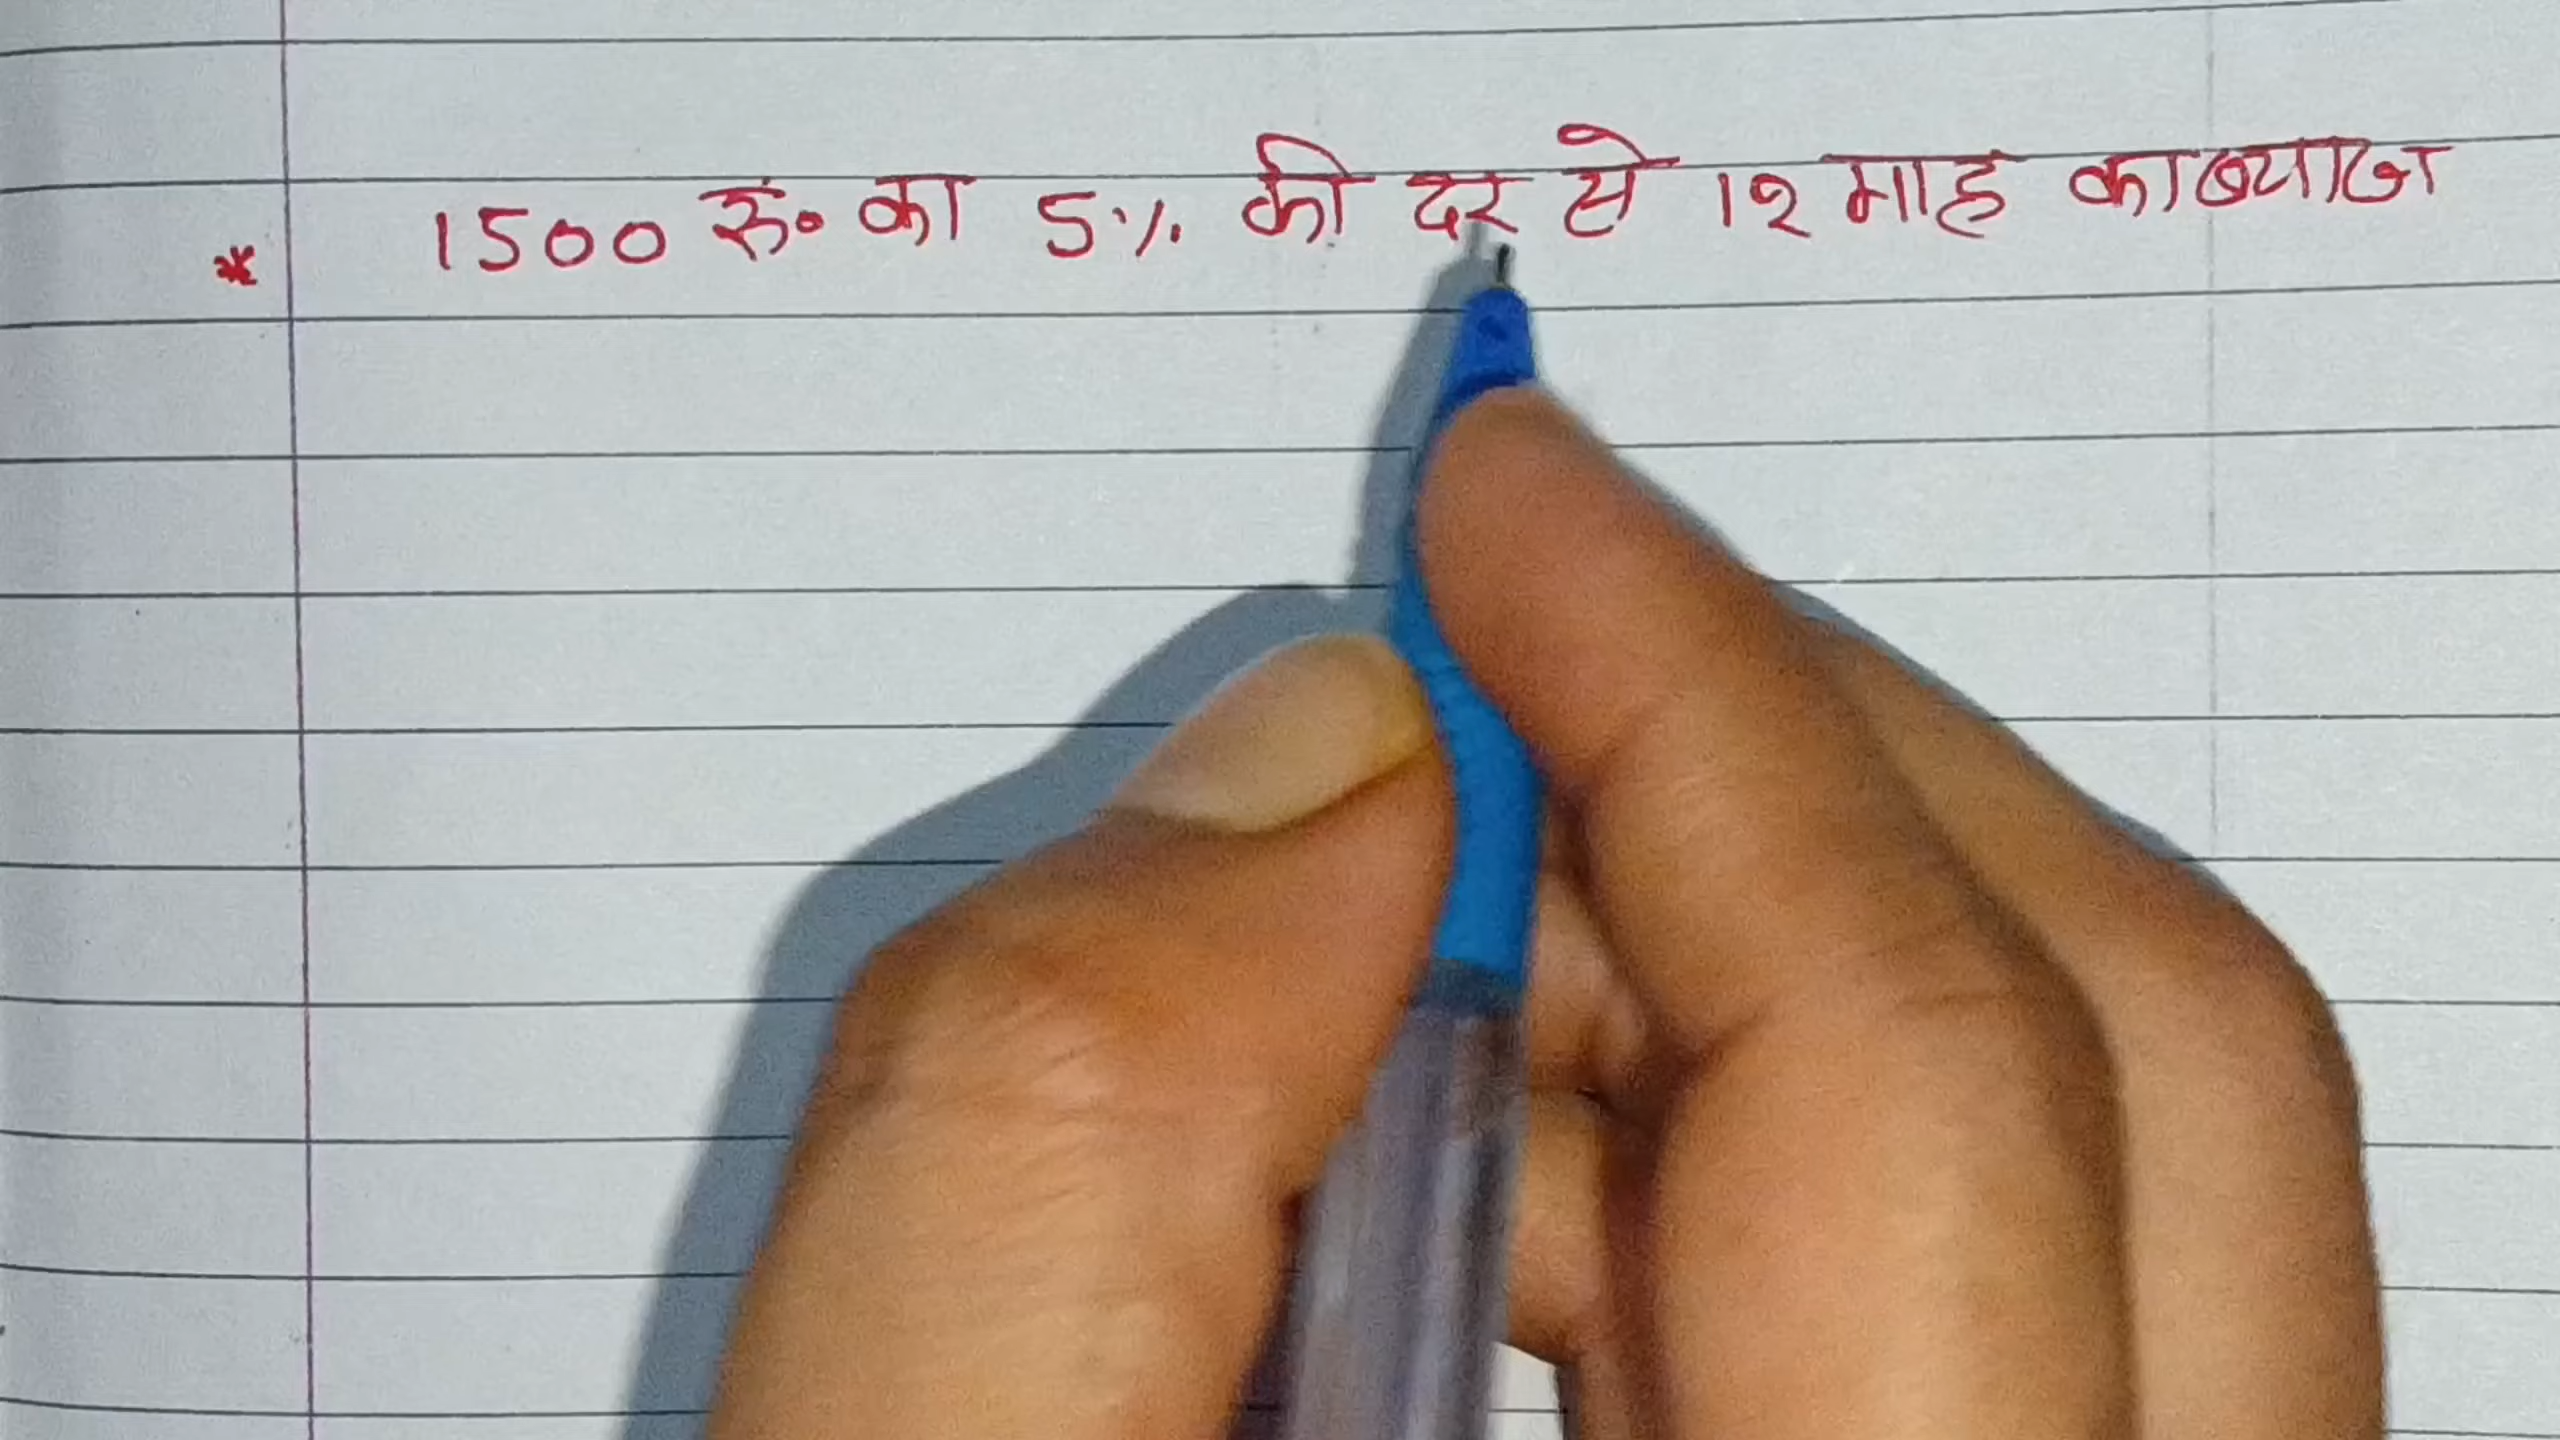 * 1500 रु॰ का 5% की दर से 12 माह का ब्याज